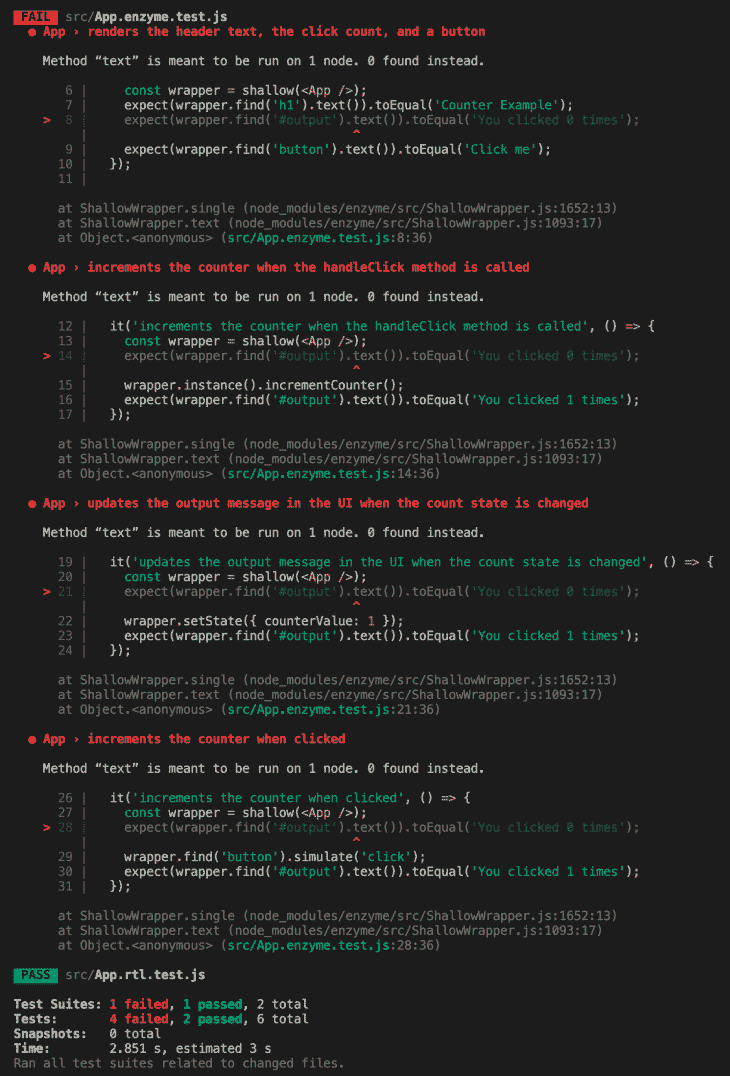 FAIL src/App.enzyme.test.js
● App › renders the header text, the click count, and a button
Method “text” is meant to be run on 1 node. 0 found instead.
6 | const wrapper = shallow(<App />);
7 | expect(wrapper.find('h1').text()).toEqual('Counter Example');
> 8 | expect(wrapper.find('#output').text()).toEqual('You clicked 0 times');
| ^
9 | expect(wrapper.find('button').text()).toEqual('Click me');
10 | });
11 |
at ShallowWrapper.single (node_modules/enzyme/src/ShallowWrapper.js:1652:13)
at ShallowWrapper.text (node_modules/enzyme/src/ShallowWrapper.js:1093:17)
at Object.<anonymous> (src/App.enzyme.test.js:8:36)
● App › increments the counter when the handleClick method is called
Method “text” is meant to be run on 1 node. 0 found instead.
12 | it('increments the counter when the handleClick method is called', () => {
13 | const wrapper = shallow(<App />);
> 14 | expect(wrapper.find('#output').text()).toEqual('You clicked 0 times');
| ^
15 | wrapper.instance().incrementCounter();
16 | expect(wrapper.find('#output').text()).toEqual('You clicked 1 times');
17 | });
at ShallowWrapper.single (node_modules/enzyme/src/ShallowWrapper.js:1652:13)
at ShallowWrapper.text (node_modules/enzyme/src/ShallowWrapper.js:1093:17)
at Object.<anonymous> (src/App.enzyme.test.js:14:36)
● App › updates the output message in the UI when the count state is changed
Method “text” is meant to be run on 1 node. 0 found instead.
19 | it('updates the output message in the UI when the count state is changed', () => {
20 | const wrapper = shallow(<App />);
> 21 | expect(wrapper.find('#output').text()).toEqual('You clicked 0 times');
| ^
22 | wrapper.setState({ counterValue: 1 });
23 | expect(wrapper.find('#output').text()).toEqual('You clicked 1 times');
24 | });
at ShallowWrapper.single (node_modules/enzyme/src/ShallowWrapper.js:1652:13)
at ShallowWrapper.text (node_modules/enzyme/src/ShallowWrapper.js:1093:17)
at Object.<anonymous> (src/App.enzyme.test.js:21:36)
● App › increments the counter when clicked
Method “text” is meant to be run on 1 node. 0 found instead.
26 | it('increments the counter when clicked', () => {
27 | const wrapper = shallow(<App />);
> 28 | expect(wrapper.find('#output').text()).toEqual('You clicked 0 times');
| ^
29 | wrapper.find('button').simulate('click');
30 | expect(wrapper.find('#output').text()).toEqual('You clicked 1 times');
31 | });
at ShallowWrapper.single (node_modules/enzyme/src/ShallowWrapper.js:1652:13)
at ShallowWrapper.text (node_modules/enzyme/src/ShallowWrapper.js:1093:17)
at Object.<anonymous> (src/App.enzyme.test.js:28:36)
PASS src/App.rtl.test.js
Test Suites: 1 failed, 1 passed, 2 total
Tests: 4 failed, 2 passed, 6 total
Snapshots: 0 total
Time: 2.851 s, estimated 3 s
Ran all test suites related to changed files.